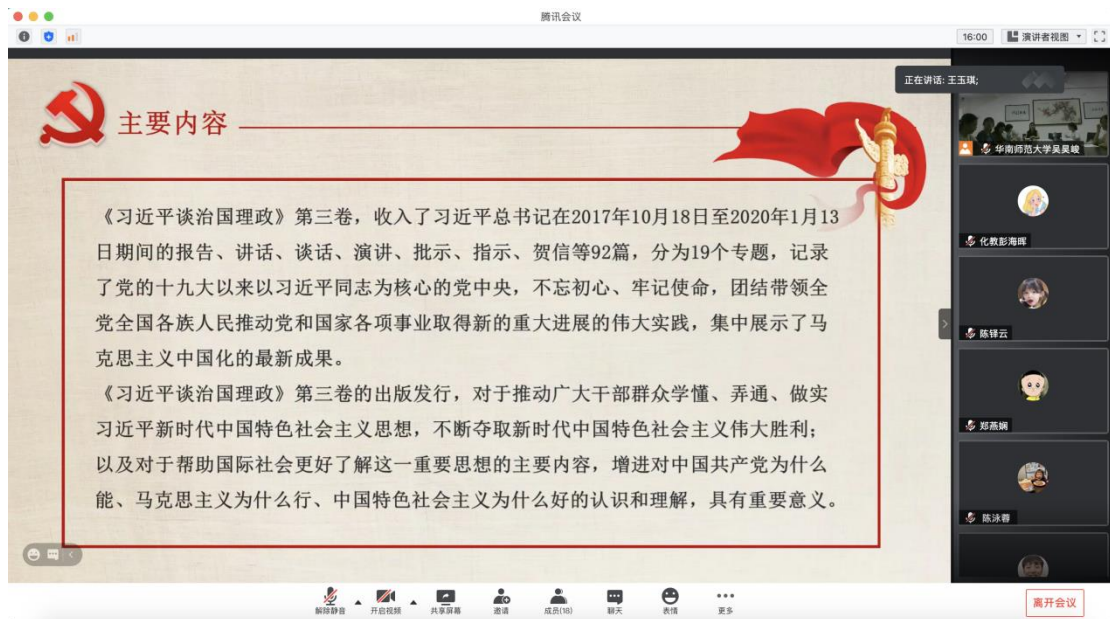 腾讯会议
16:00
演讲者视图
正在讲话: 王玉琪;
主要内容
《习近平谈治国理政》第三卷，收入了习近平总书记在2017年10月18日至2020年1月13
日期间的报告、讲话、谈话、演讲、批示、指示、贺信等92篇，分为19个专题，记录
了党的十九大以来以习近平同志为核心的党中央，不忘初心、牢记使命，团结带领全
党全国各族人民推动党和国家各项事业取得新的重大进展的伟大实践，集中展示了马
克思主义中国化的最新成果。
《习近平谈治国理政》第三卷的出版发行，对于推动广大干部群众学懂、弄通、做实
习近平新时代中国特色社会主义思想，不断夺取新时代中国特色社会主义伟大胜利；
以及对于帮助国际社会更好了解这一重要思想的主要内容，增进对中国共产党为什么
能、马克思主义为什么行、中国特色社会主义为什么好的认识和理解，具有重要意义。
华南师范大学吴昊峻
化教彭海晖
陈铎云
郑燕娴
陈泳蓉
解除静音
开启视频
共享屏幕
邀请
成员(18)
聊天
表情
更多
离开会议